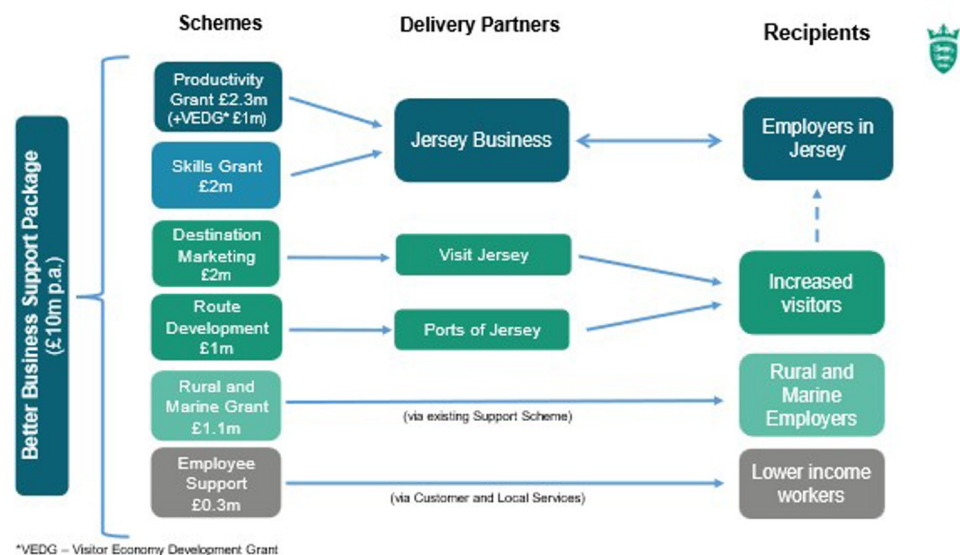 Schemes
Delivery Partners
Recipients
Better Business Support Package
(£10m p.a.)
Productivity
Grant £2.3m
(+VEDG* £1m)
Jersey Business
Employers in
Jersey
Skills Grant
£2m
Destination
Marketing
£2m
Visit Jersey
Increased
visitors
Route
Development
£1m
Ports of Jersey
Rural and
Marine Grant
£1.1m
(via existing Support Scheme)
Rural and
Marine
Employers
Employee
Support
£0.3m
(via Customer and Local Services)
Lower income
workers
*VEDG – Visitor Economy Development Grant